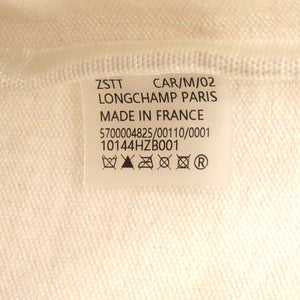 ZSTT CAR/M/02
LONGCHAMP PARIS
MADE IN FRANCE
5700004825/00110/0001
10144HZB001